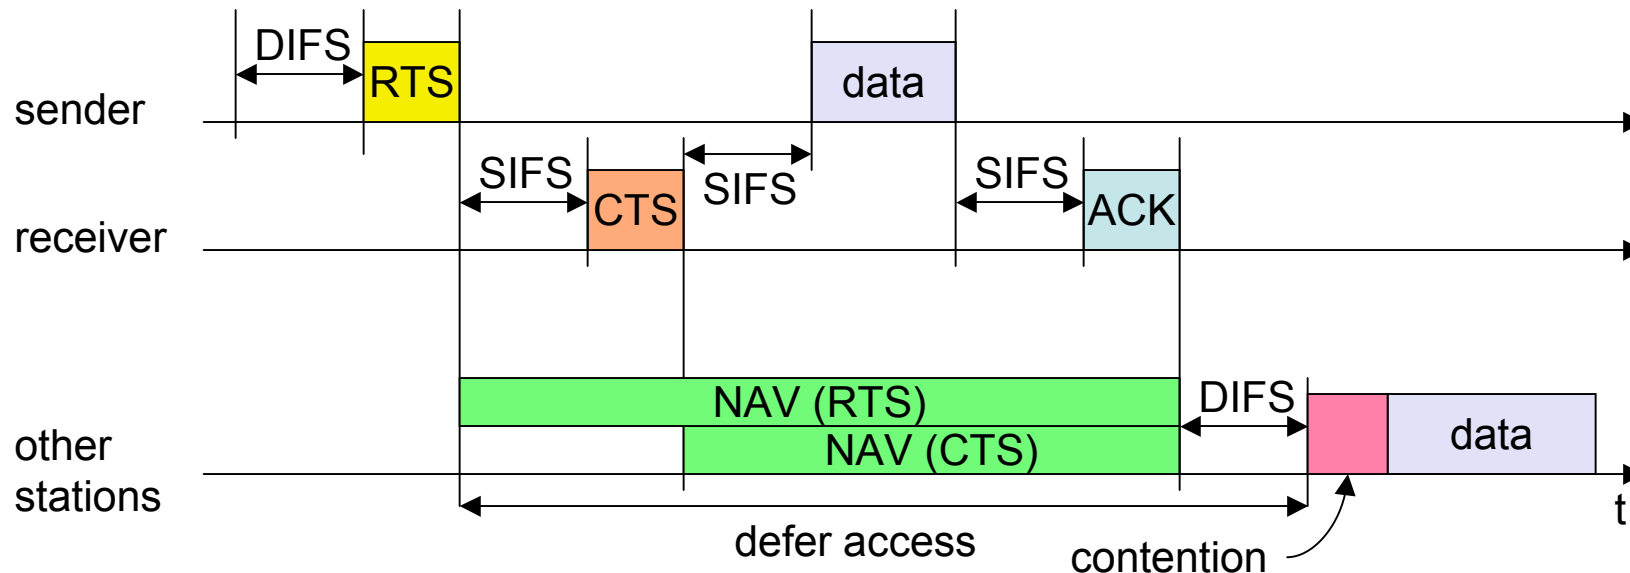 DIFS
RTS
data
sender
SIFS
CTS
SIFS
SIFS
ACK
receiver
NAV (RTS)
DIFS
NAV (CTS)
data
other
stations
t
defer access
contention